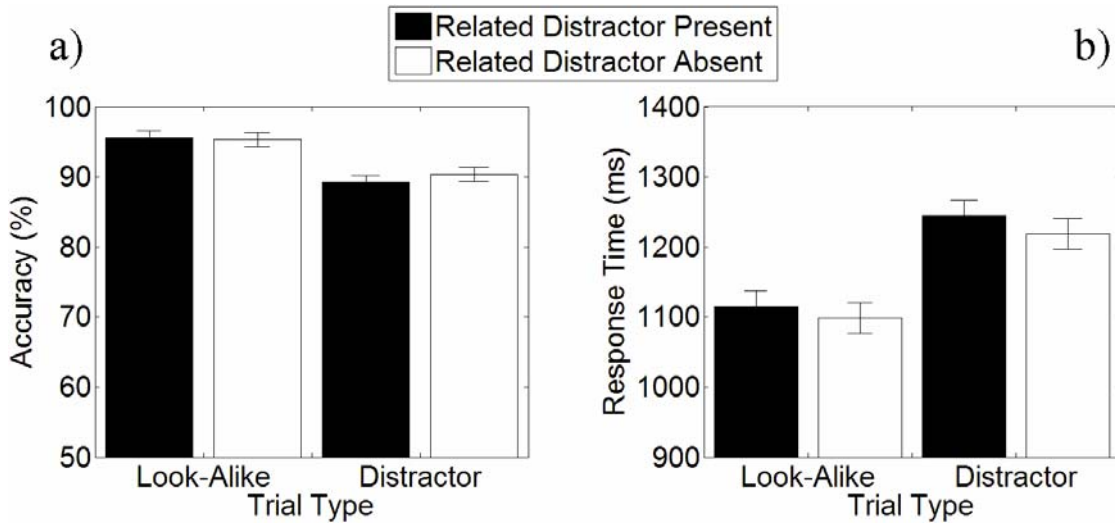 a)
Related Distractor Present
Related Distractor Absent
b)
Accuracy (%)
100
90
80
70
60
50
Look-Alike
Distractor
Trial Type
Response Time (ms)
1400
1300
1200
1100
1000
900
Look-Alike
Distractor
Trial Type